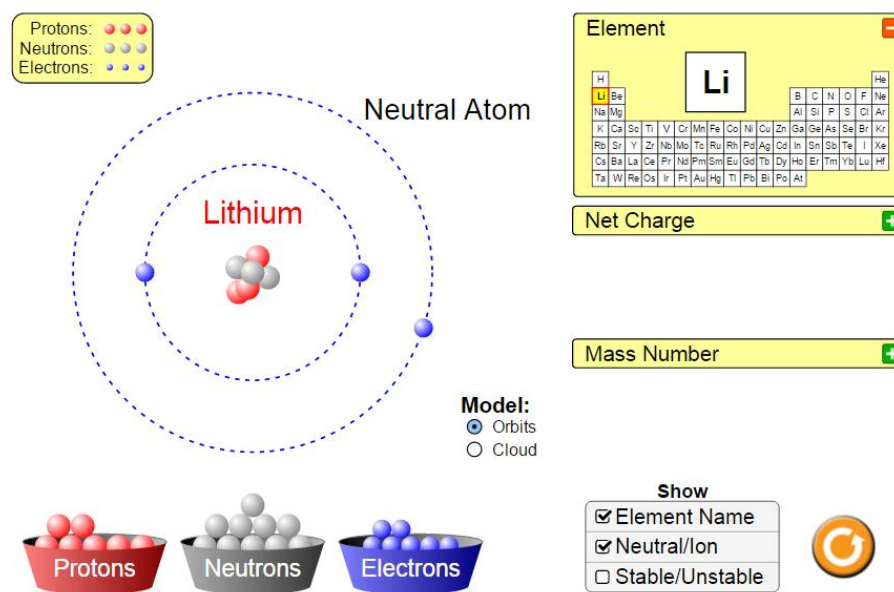 Protons:
Neutrons:
Electrons:
Neutral Atom
Lithium
Element
Li
H He
Li Be B C N O F Ne
Na Mg Al Si P S Cl Ar
K Ca Sc Ti V Cr Mn Fe Co Ni Cu Zn Ga Ge As Se Br Kr
Rb Sr Y Zr Nb Mo Tc Ru Rh Pd Ag Cd In Sn Sb Te I Xe
Cs Ba La Ce Pr Nd Pm Sm Eu Gd Tb Dy Ho Er Tm Yb Lu Hf
Ta W Re Os Ir Pt Au Hg Tl Pb Bi Po At
Net Charge
Mass Number
Model:
Orbits
Cloud
Protons
Neutrons
Electrons
Show
Element Name
Neutral/Ion
Stable/Unstable